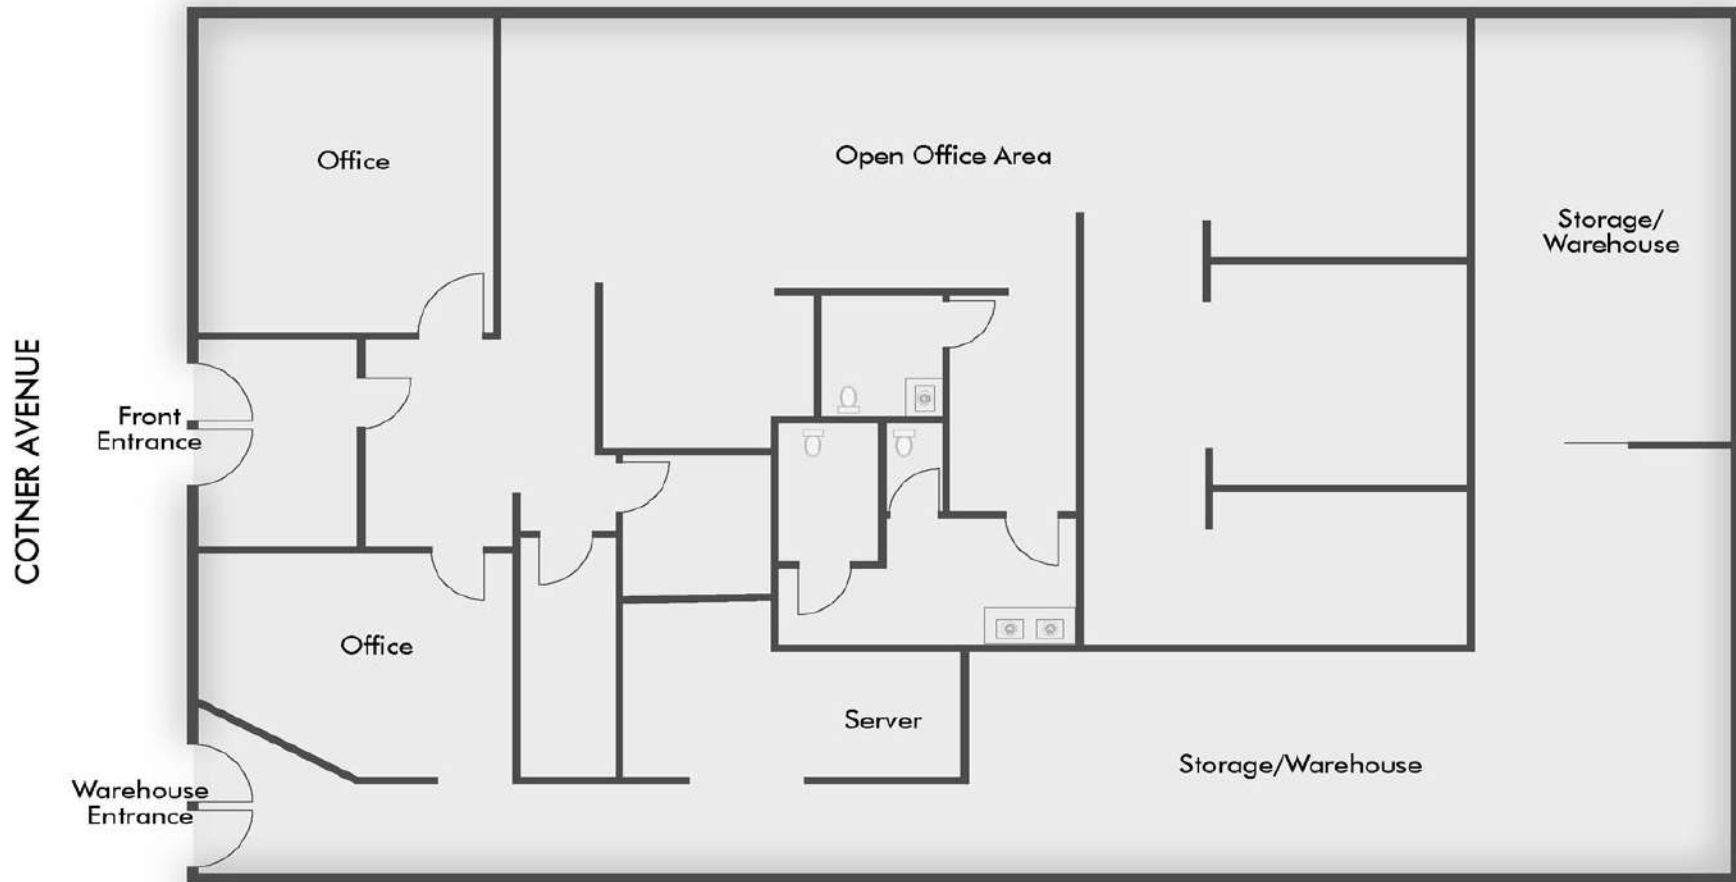 Office
Open Office Area
Storage/
Warehouse
COTNER AVENUE
Front
Entrance
Office
Server
Storage/Warehouse
Warehouse
Entrance